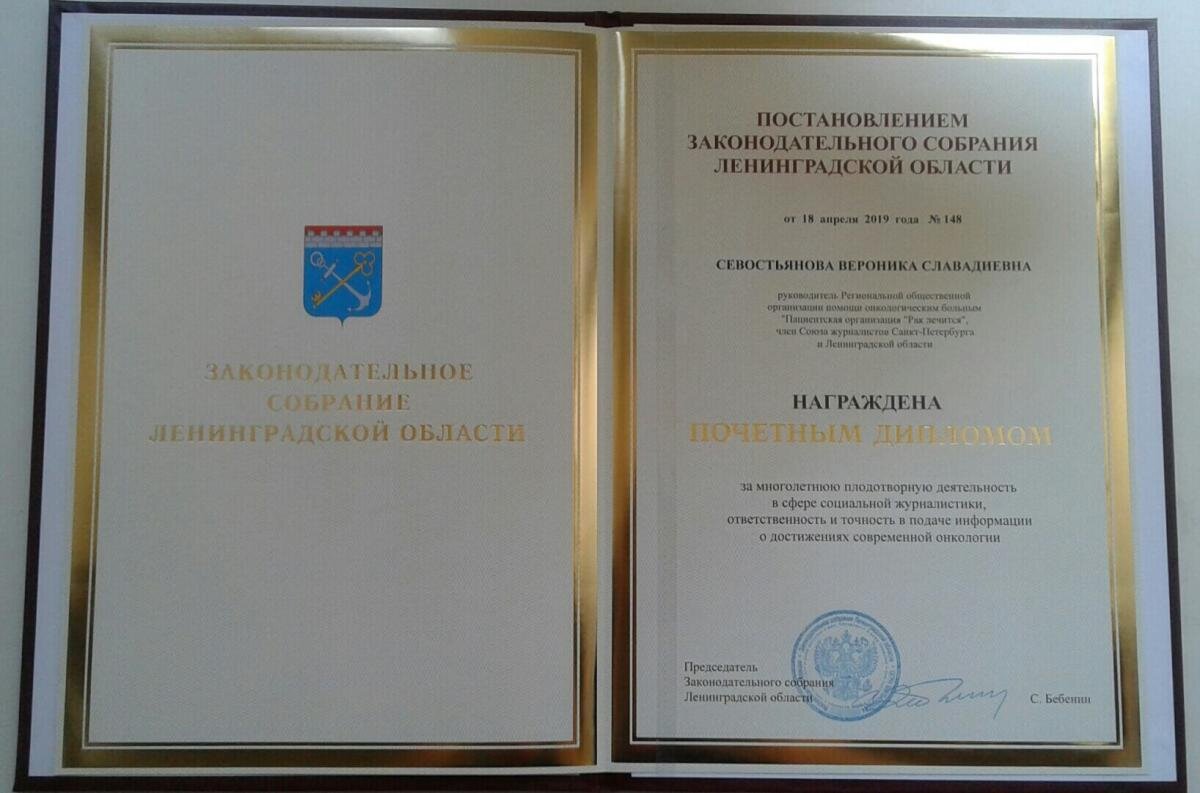 ЗАКОНОДАТЕЛЬНОЕ
СОБРАНИЕ
ЛЕНИНГРАДСКОЙ ОБЛАСТИ
ПОСТАНОВЛЕНИЕМ
ЗАКОНОДАТЕЛЬНОГО СОБРАНИЯ
ЛЕНИНГРАДСКОЙ ОБЛАСТИ
от 18 апреля 2019 года № 148
СЕВОСТЬЯНОВА ВЕРОНИКА СЛАВАДИЕВНА
руководитель Региональной общественной
организации помощи онкологическим больным
"Пациентская организация "Рак лечится",
член Союза журналистов Санкт-Петербурга
и Ленинградской области
НАГРАЖДЕНА
ПОЧЕТНЫМ ДИПЛОМОМ
за многолетнюю плодотворную деятельность
в сфере социальной журналистики,
ответственность и точность в подаче информации
о достижениях современной онкологии
Председатель
Законодательного собрания
Ленинградской области
С. Бебенин